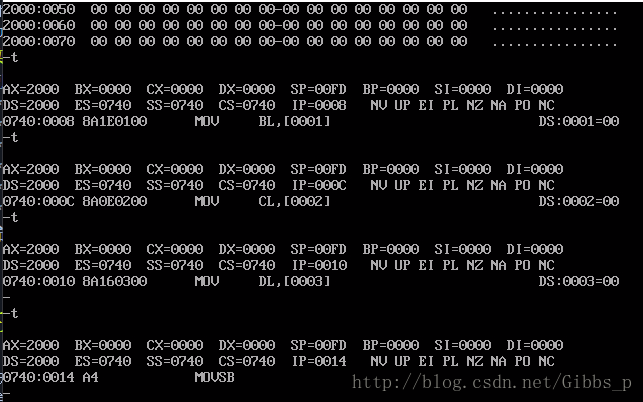 2000:0050  00 00 00 00 00 00 00 00-00 00 00 00 00 00 00 00   ................
2000:0060  00 00 00 00 00 00 00 00-00 00 00 00 00 00 00 00   ................
2000:0070  00 00 00 00 00 00 00 00-00 00 00 00 00 00 00 00   ................
-t
AX=2000  BX=0000  CX=0000  DX=0000  SP=00FD  BP=0000  SI=0000  DI=0000
DS=2000  ES=0740  SS=0740  CS=0740  IP=0008   NV UP EI PL NZ NA PO NC
0740:0008 8A1E0100      MOV     BL,[0001]                          DS:0001=00
-t
AX=2000  BX=0000  CX=0000  DX=0000  SP=00FD  BP=0000  SI=0000  DI=0000
DS=2000  ES=0740  SS=0740  CS=0740  IP=000C   NV UP EI PL NZ NA PO NC
0740:000C 8A0E0200      MOV     CL,[0002]                          DS:0002=00
-t
AX=2000  BX=0000  CX=0000  DX=0000  SP=00FD  BP=0000  SI=0000  DI=0000
DS=2000  ES=0740  SS=0740  CS=0740  IP=0010   NV UP EI PL NZ NA PO NC
0740:0010 8A160300      MOV     DL,[0003]                          DS:0003=00
-
-t
AX=2000  BX=0000  CX=0000  DX=0000  SP=00FD  BP=0000  SI=0000  DI=0000
DS=2000  ES=0740  SS=0740  CS=0740  IP=0014   NV UP EI PL NZ NA PO NC
0740:0014 A4            MOVSB
http://blog.csdn.net/Gibbs_p